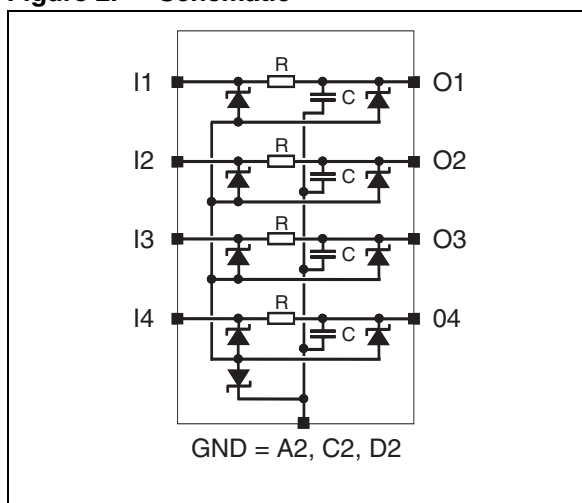 Figure 2. Schematic
R
I1 O1
C
R
I2 O2
C
R
I3 O3
C
R
I4 04
C
GND = A2, C2, D2